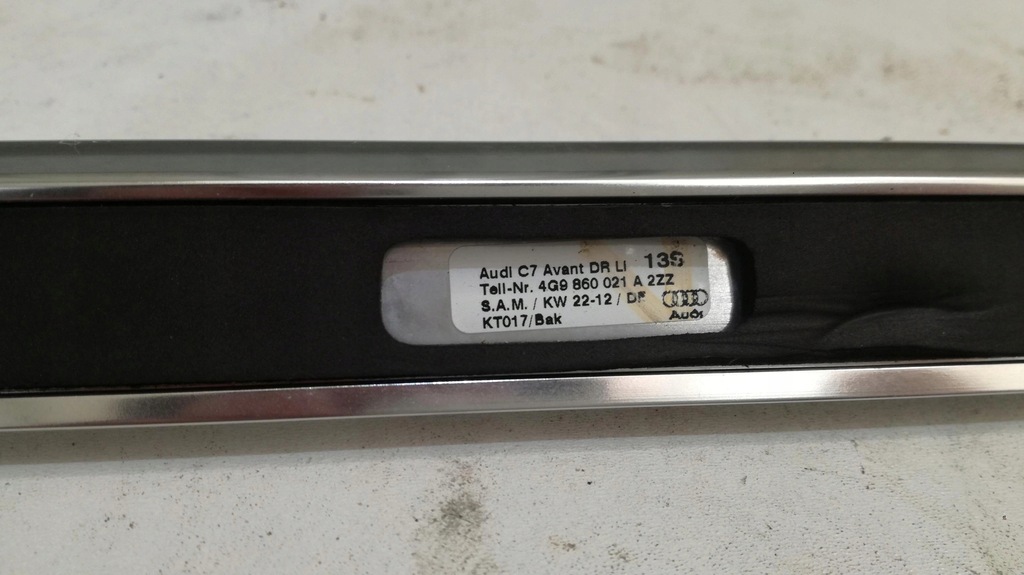 Audi C7 Avant DR Li 13S
Teil-Nr. 4G9 860 021 A 2ZZ
S.A.M. / KW 22-12 / DF
KT017/Bak
Audi